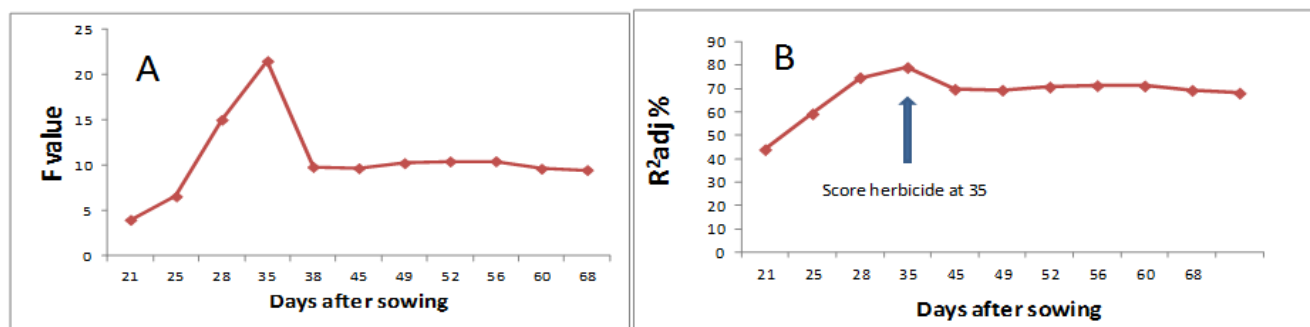 A
F value
25
20
15
10
5
0
21 25 28 35 38 45 49 52 56 60 68
Days after sowing
B
R²adj %
90
80
70
60
50
40
30
20
10
0
Score herbicide at 35
21 25 28 35 45 49 52 56 60 68
Days after sowing